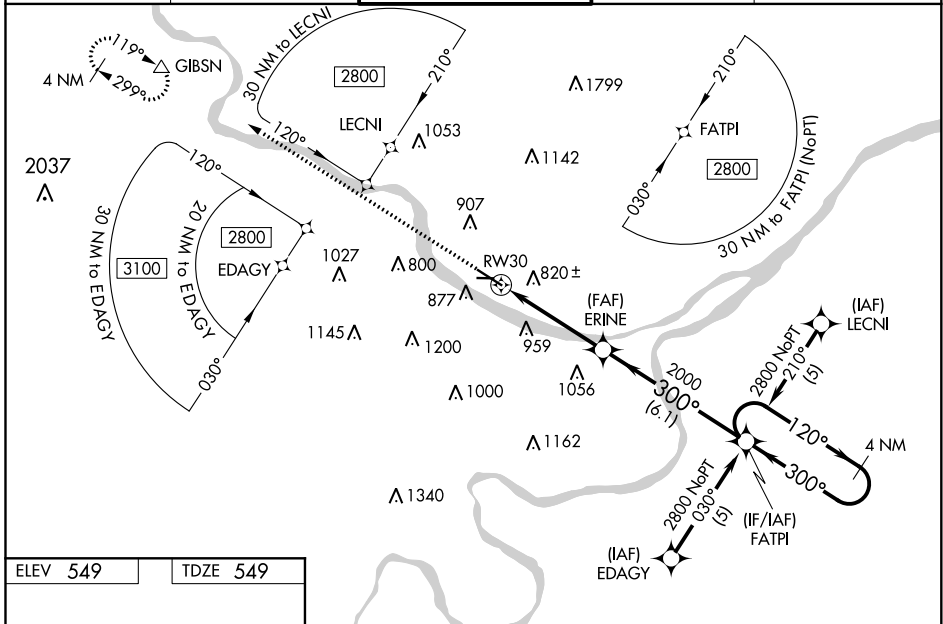 119°
4 NM
299°
GIBSN
30 NM to LECNI
2800
210°
LECNI
1053
120°
1799
1142
210°
FATPI
2800
030°
30 NM to FATPI (NoPT)
2037
120°
30 NM to EDAGY
20 NM to EDAGY
3100
2800
EDAGY
030°
1027
800
907
877
RW30
820±
1145
1200
959
(FAF)
ERINE
1056
1000
1162
1340
2000
300°
(6.1)
(IAF)
LECNI
2800 NoPT
210°
(5)
120°
4 NM
300°
2800 NoPT
030°
(5)
(IF/IAF)
FATPI
(IAF)
EDAGY
ELEV 549
TDZE 549